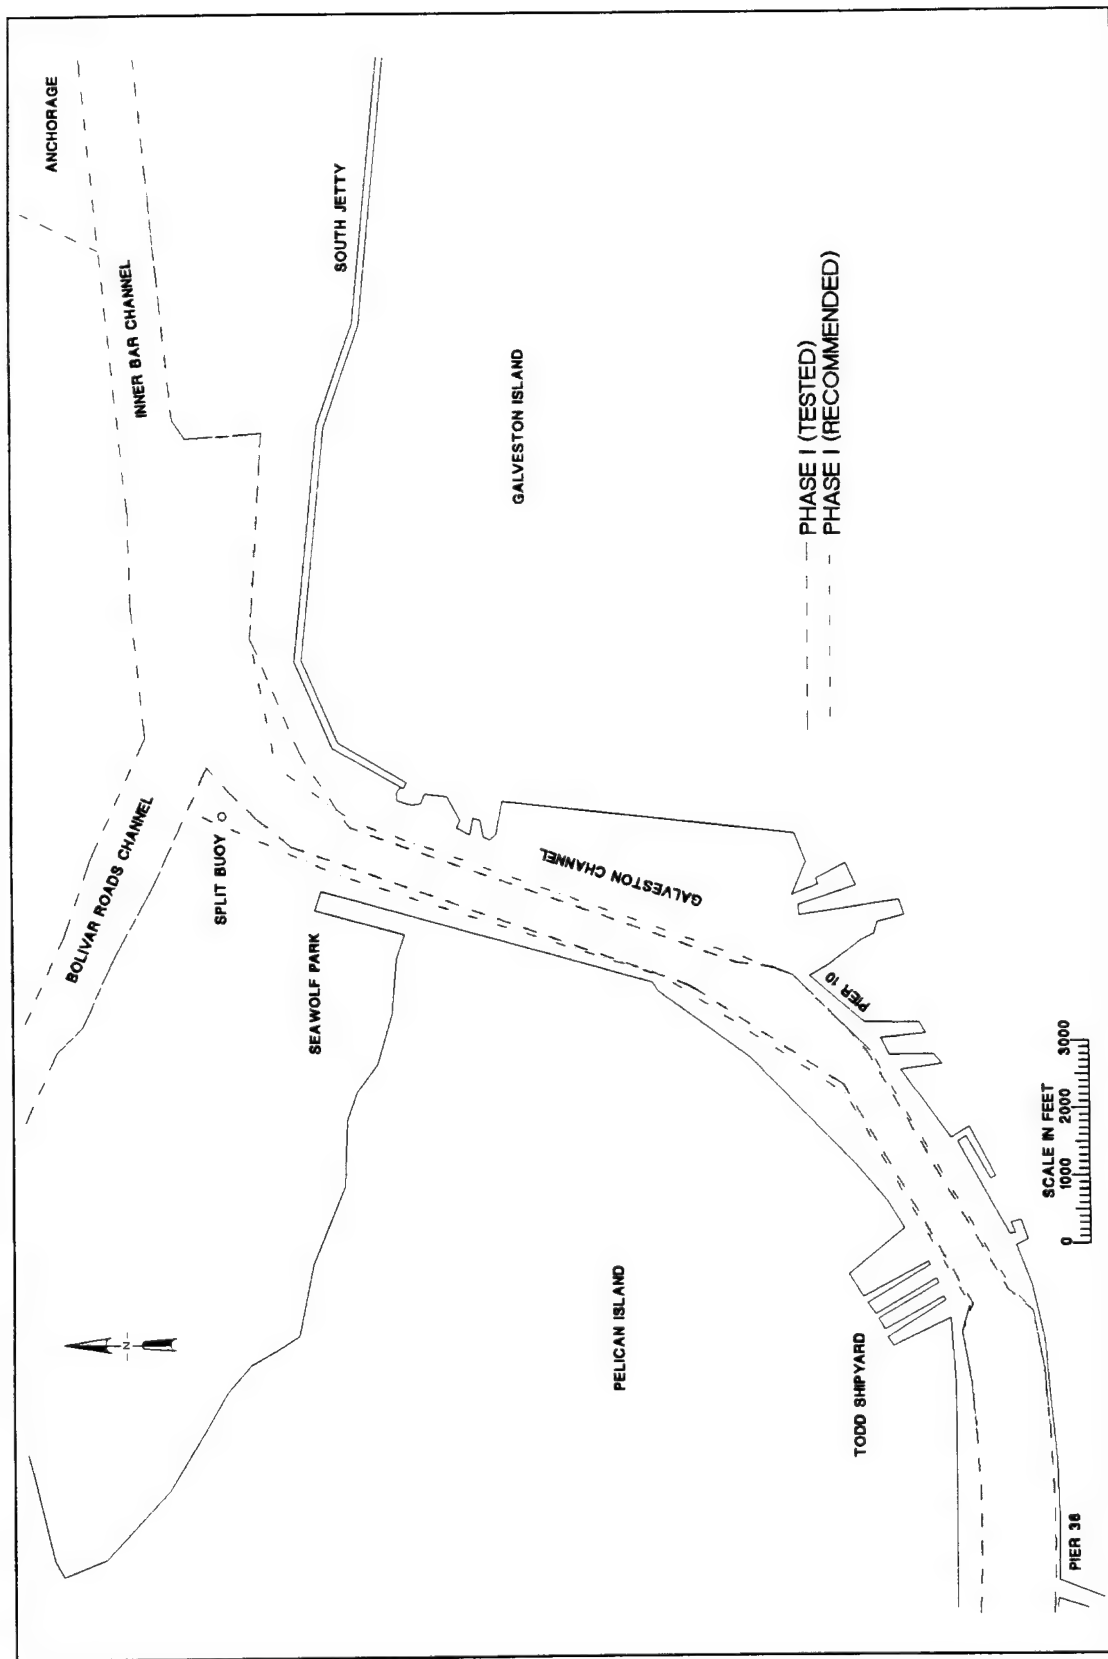 ANCHORAGE
INNER BAR CHANNEL
SOUTH JETTY
BOLIVAR ROADS CHANNEL
SPLIT BUOY
SEAWOLF PARK
GALVESTON ISLAND
GALVESTON CHANNEL
PHASE I (TESTED)
PHASE I (RECOMMENDED)
PIER 10
N
PELICAN ISLAND
TODD SHIPYARD
SCALE IN FEET
0 1000 2000 3000
PIER 36